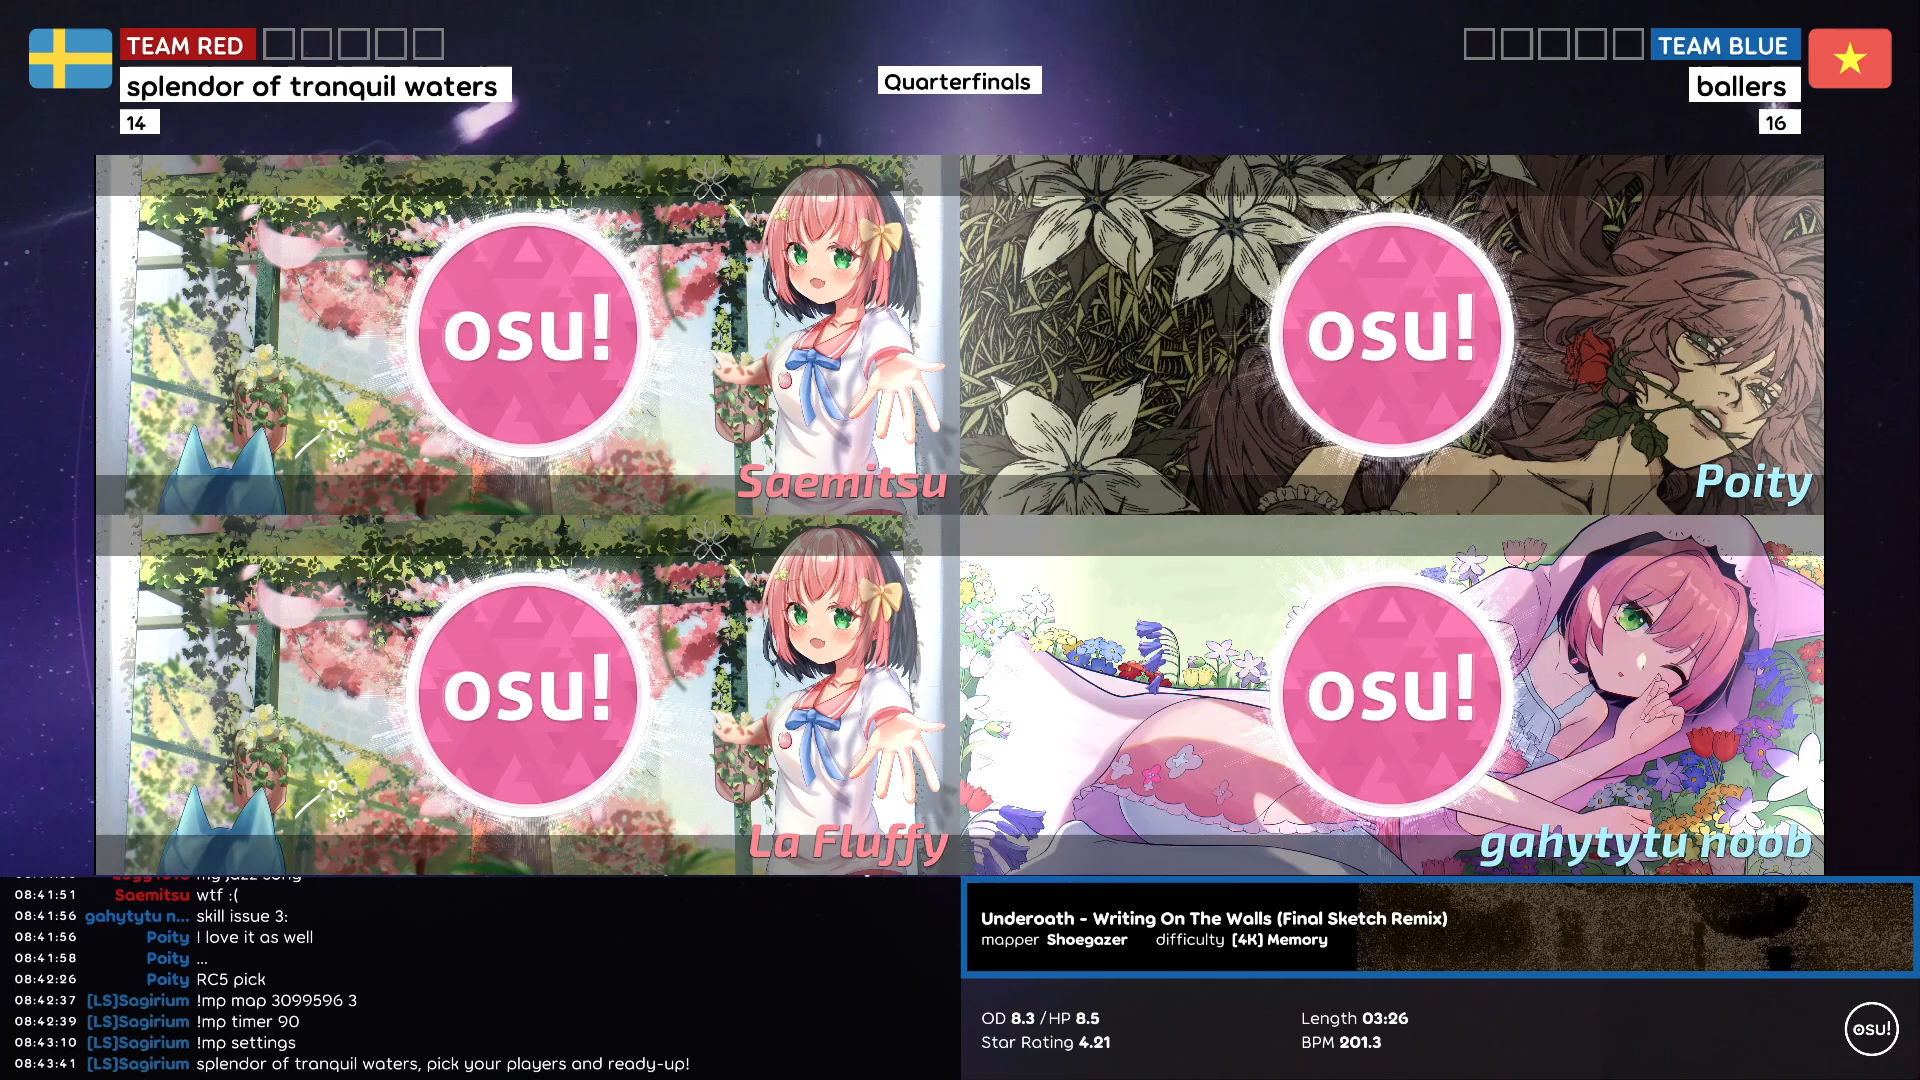 TEAM RED
splendor of tranquil waters
14
Quarterfinals
TEAM BLUE
ballers
16
osu!
Saemitsu
osu!
Poity
osu!
La Fluffy
osu!
gahytytu noob
my jazz song
08:41:51 Saemitsu wtf :(
08:41:56 gahytytu n... skill issue 3:
08:41:56 Poity I love it as well
08:41:58 Poity ...
08:42:26 Poity RC5 pick
08:42:37 [LS]Sagirium !mp map 3099596 3
08:42:39 [LS]Sagirium !mp timer 90
08:43:10 [LS]Sagirium !mp settings
08:43:41 [LS]Sagirium splendor of tranquil waters, pick your players and ready-up!
Underoath - Writing On The Walls (Final Sketch Remix)
mapper Shoegazer difficulty [4K] Memory
OD 8.3 / HP 8.5
Star Rating 4.21
Length 03:26
BPM 201.3
osu!